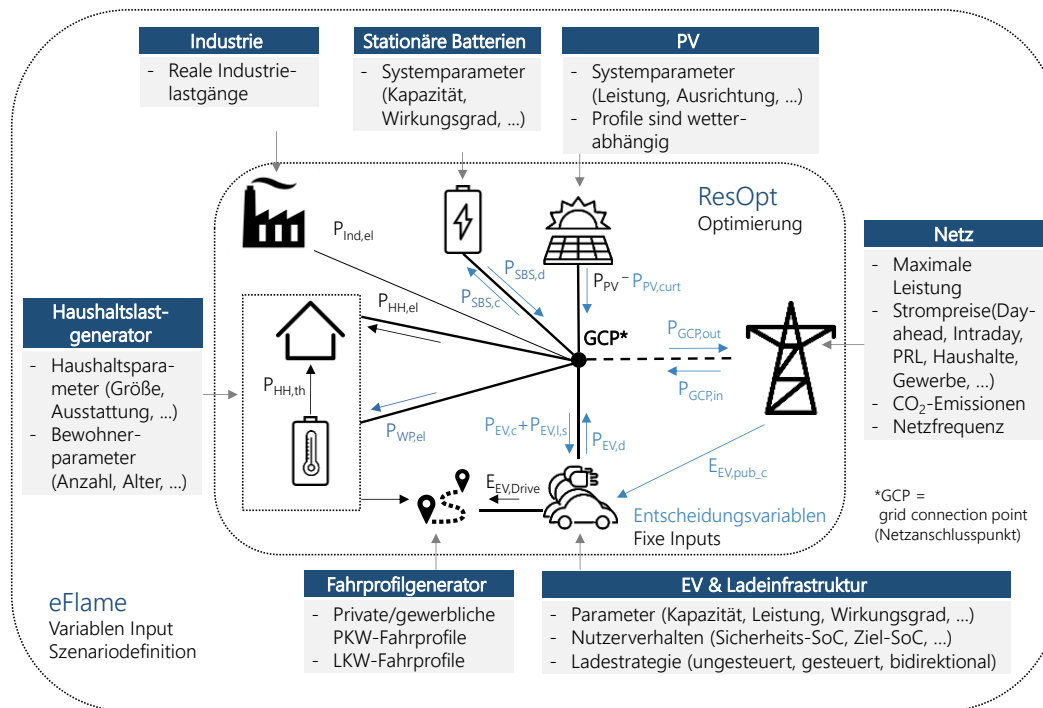 Industrie
- Reale Industrie-
lastgänge
Stationäre Batterien
- Systemparameter
(Kapazität,
Wirkungsgrad, ...)
PV
- Systemparameter
(Leistung, Ausrichtung, ...)
- Profile sind wetter-
abhängig
ResOpt
Optimierung
Netz
- Maximale
Leistung
- Strompreise(Day-
ahead, Intraday,
PRL, Haushalte,
Gewerbe, ...)
- CO₂-Emissionen
- Netzfrequenz
Haushaltslast-
generator
- Haushaltspara-
meter (Größe,
Ausstattung, ...)
- Bewohner-
parameter
(Anzahl, Alter, ...)
P_Ind,el
P_SBS,d
P_SBS,c
P_PV - P_PV,curt
P_HH,el
GCP*
P_GCP,out
P_GCP,in
P_HH,th
P_WP,el
P_EV,c + P_EV,l,s
P_EV,d
E_EV,pub_c
E_EV,Drive
Entscheidungsvariablen
Fixe Inputs
*GCP =
grid connection point
(Netzanschlusspunkt)
eFlame
Variablen Input
Szenariodefinition
Fahrprofilgenerator
- Private/gewerbliche
PKW-Fahrprofile
- LKW-Fahrprofile
EV & Ladeinfrastruktur
- Parameter (Kapazität, Leistung, Wirkungsgrad, ...)
- Nutzerverhalten (Sicherheits-SoC, Ziel-SoC, ...)
- Ladestrategie (ungesteuert, gesteuert, bidirektional)